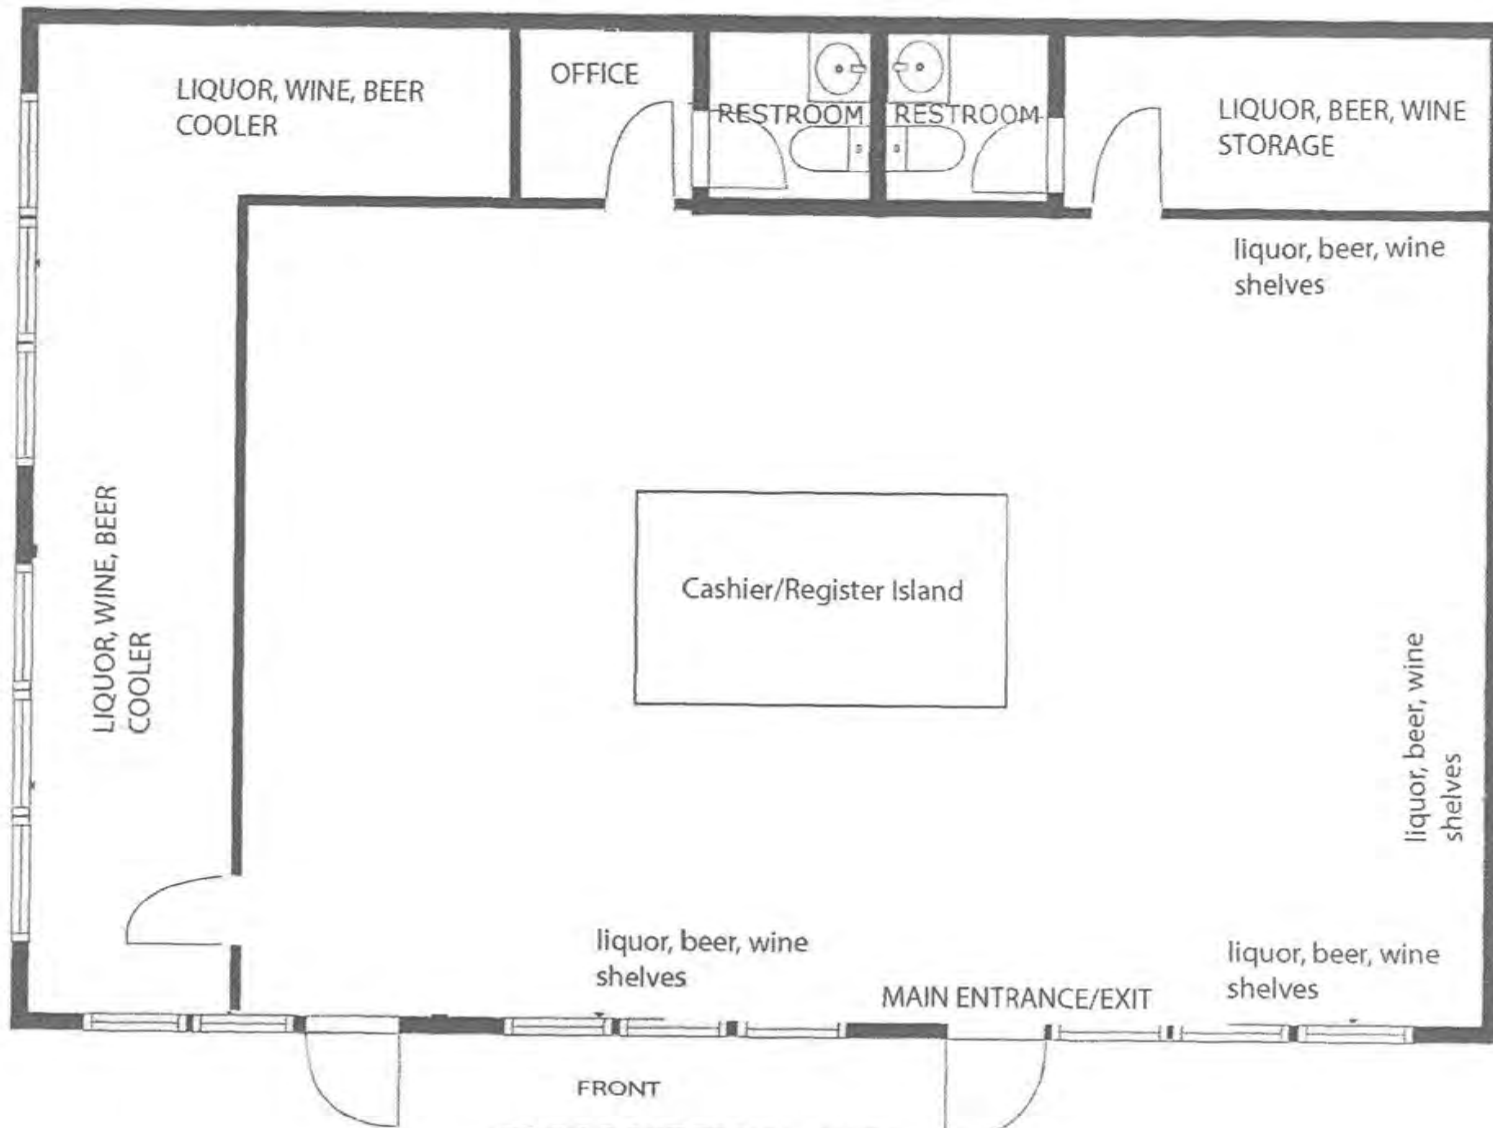 LIQUOR, WINE, BEER
COOLER
OFFICE
RESTROOM
RESTROOM
LIQUOR, BEER, WINE
STORAGE
liquor, beer, wine
shelves
Cashier/Register Island
LIQUOR, WINE, BEER
COOLER
liquor, beer, wine
shelves
liquor, beer, wine
shelves
MAIN ENTRANCE/EXIT
liquor, beer, wine
shelves
FRONT